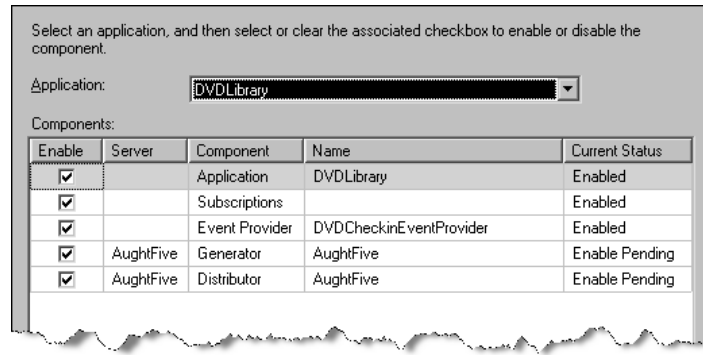 Select an application, and then select or clear the associated checkbox to enable or disable the
component.
Application: DVDLibrary
Components:
Enable Server Component Name Current Status
Application DVDLibrary Enabled
Subscriptions Enabled
Event Provider DVDCheckinEventProvider Enabled
AughtFive Generator AughtFive Enable Pending
AughtFive Distributor AughtFive Enable Pending